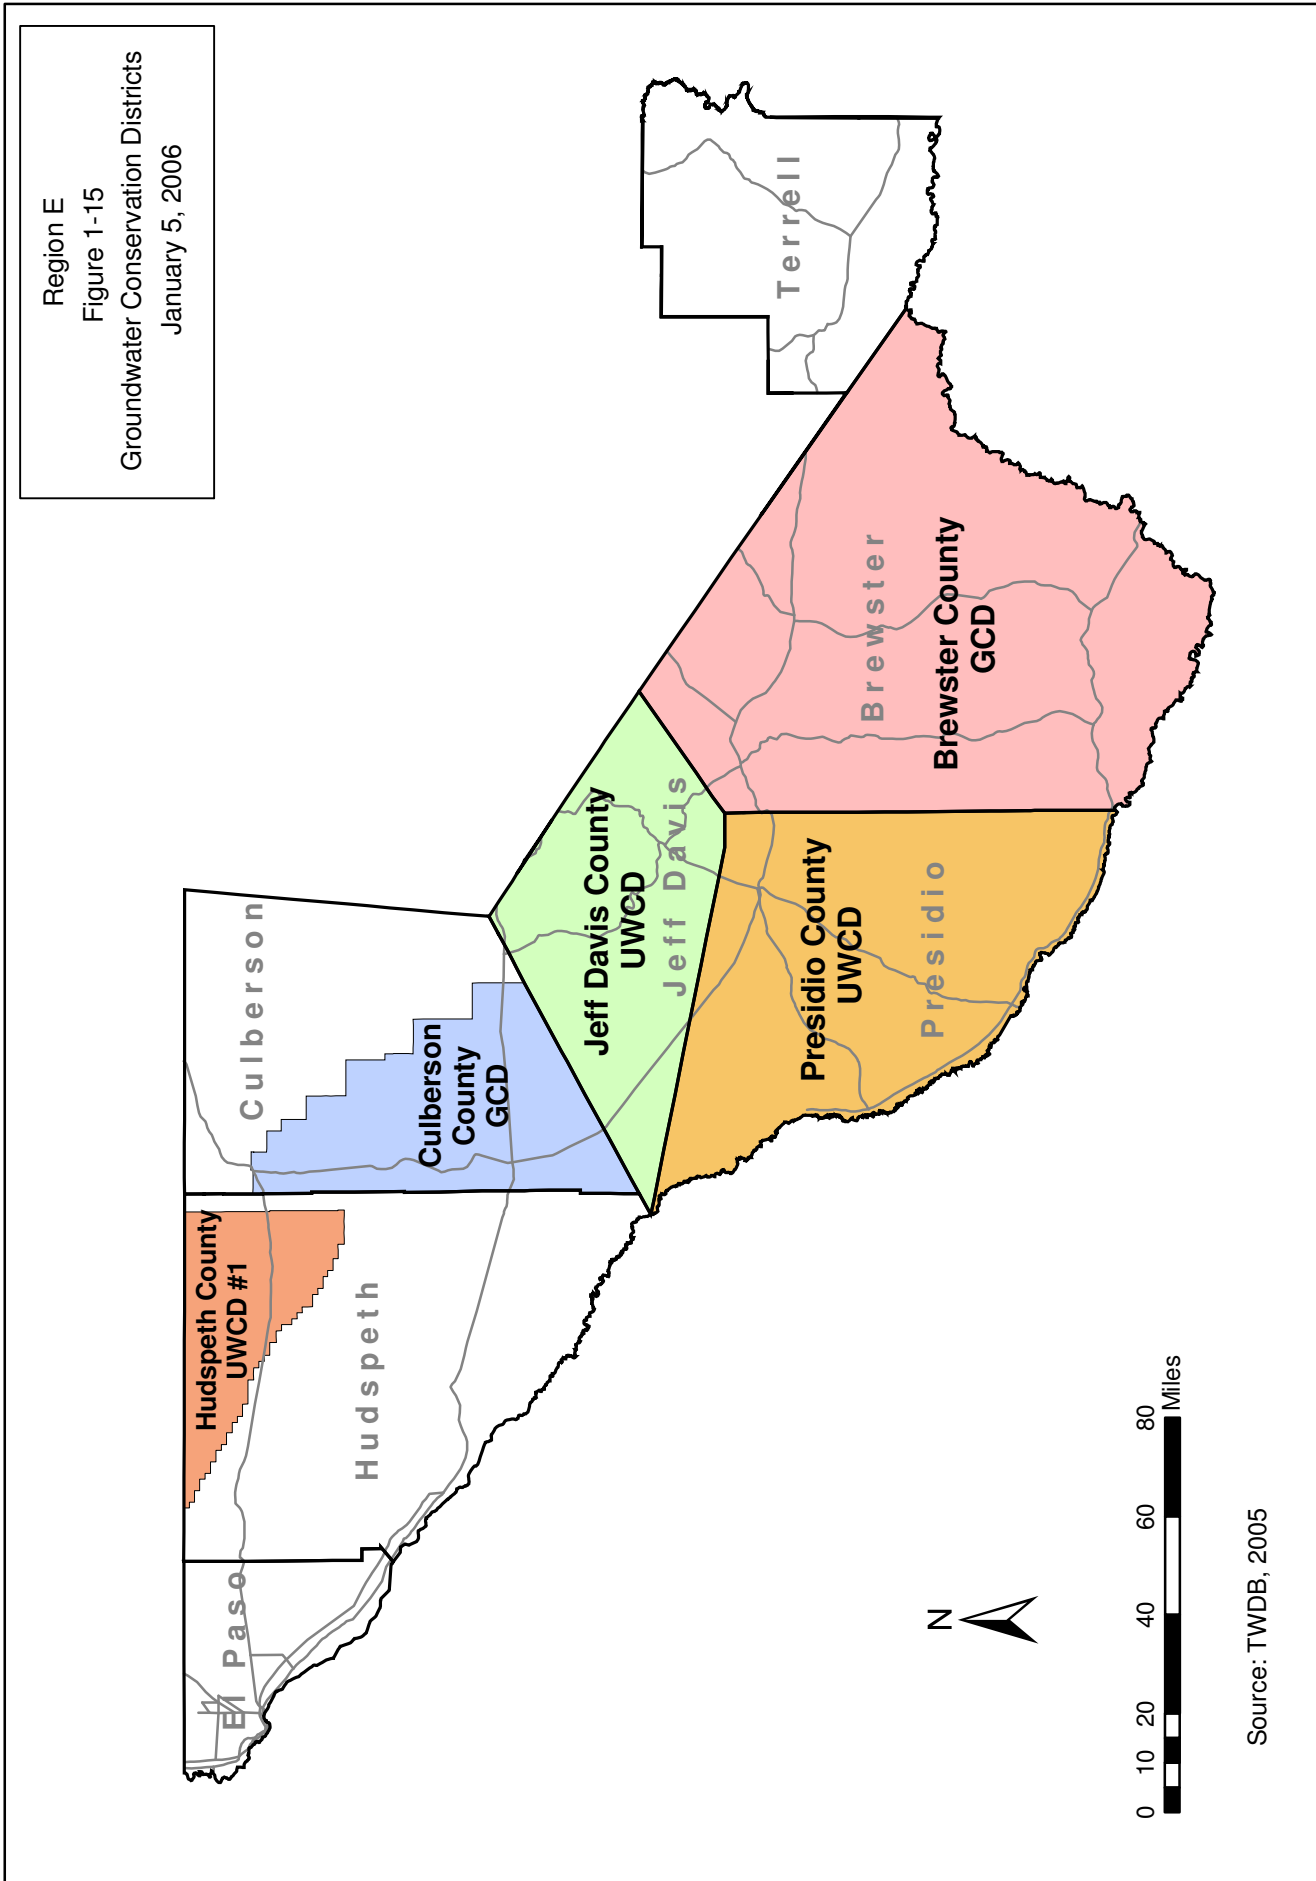 Region E
Figure 1-15
Groundwater Conservation Districts
January 5, 2006
El Paso
Hudspeth County
UWCD #1
Hudspeth
Culberson
Culberson
County
GCD
Jeff Davis County
UWCD
Jeff Davis
Presidio County
UWCD
Presidio
Brewster
Brewster County
GCD
Terrell
N
0 10 20 40 60 80
Miles
Source: TWDB, 2005